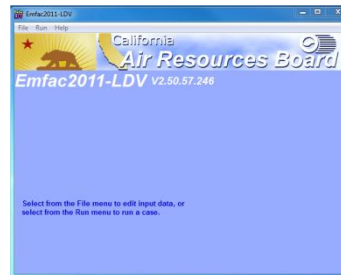 Emfac2011-LDV
File Run Help
California
Air Resources Board
Emfac2011-LDV V2.50.57.246
Select from the File menu to edit input data, or
select from the Run menu to run a case.